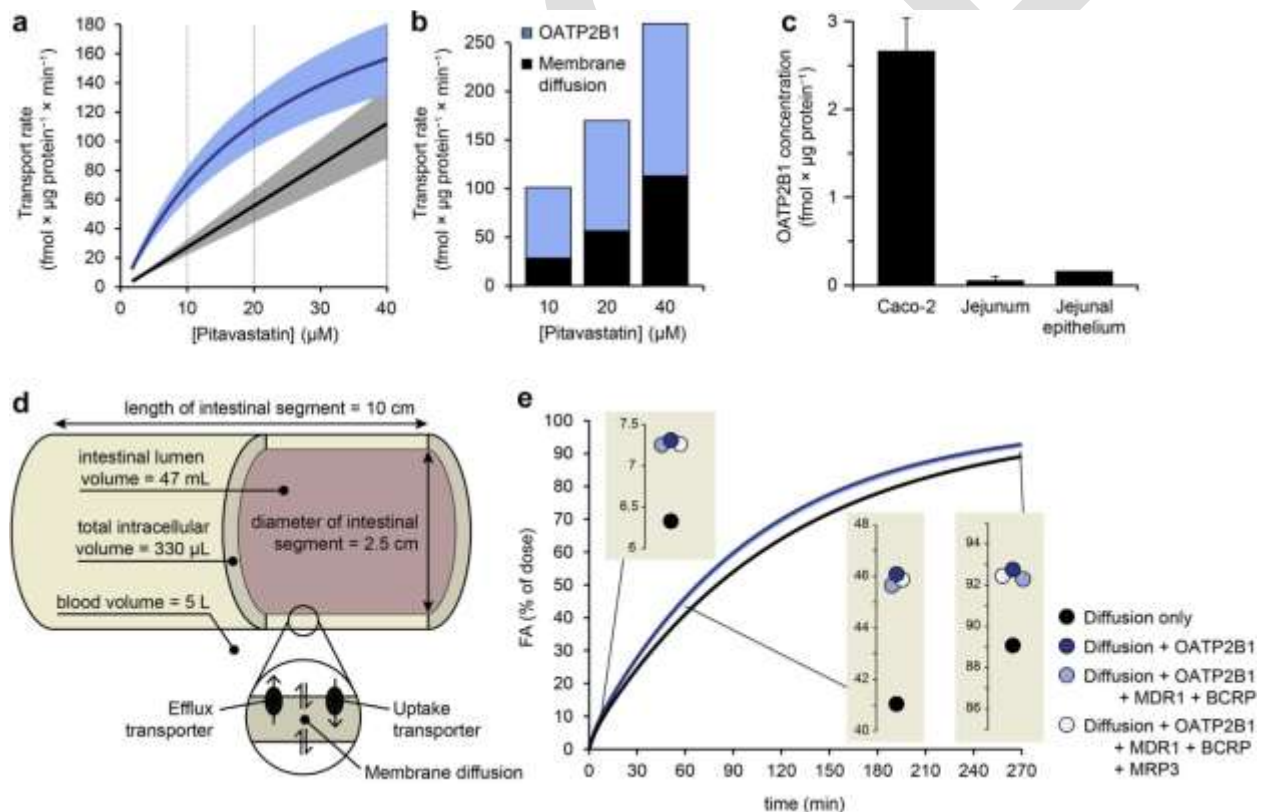 a
180
160
140
120
100
80
60
40
20
0
Transport rate
(fmol × µg protein⁻¹ × min⁻¹)
0 10 20 30 40
[Pitavastatin] (µM)
b
250
200
150
100
50
0
Transport rate
(fmol × µg protein⁻¹ × min⁻¹)
OATP2B1
Membrane
diffusion
10 20 40
[Pitavastatin] (µM)
c
3
2
1
0
OATP2B1 concentration
(fmol × µg protein⁻¹)
Caco-2 Jejunum Jejunal
epithelium
d
length of intestinal segment = 10 cm
intestinal lumen
volume = 47 mL
total intracellular
volume = 330 µL
diameter of intestinal
segment = 2.5 cm
blood volume = 5 L
Efflux
transporter
Uptake
transporter
Membrane diffusion
e
100
90
80
70
60
50
40
30
20
10
0
FA (% of dose)
0 30 60 90 120 150 180 210 240 270
time (min)
7.5
7
6.5
6
48
46
44
42
40
94
92
90
88
86
Diffusion only
Diffusion + OATP2B1
Diffusion + OATP2B1
+ MDR1 + BCRP
Diffusion + OATP2B1
+ MDR1 + BCRP
+ MRP3